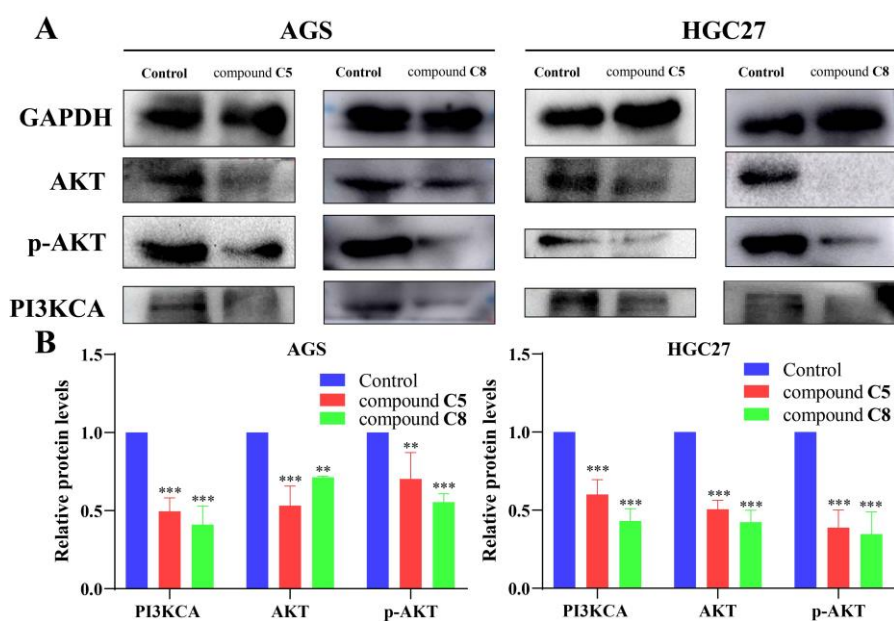 A
AGS
HGC27
Control compound C5 Control compound C8 Control compound C5 Control compound C8
GAPDH
AKT
p-AKT
PI3KCA
B
AGS
Relative protein levels
1.5
1.0
0.5
0.0
Control
compound C5
compound C8
*** *** *** ** ** ***
PI3KCA AKT p-AKT
HGC27
Relative protein levels
1.5
1.0
0.5
0.0
Control
compound C5
compound C8
*** *** *** *** *** ***
PI3KCA AKT p-AKT